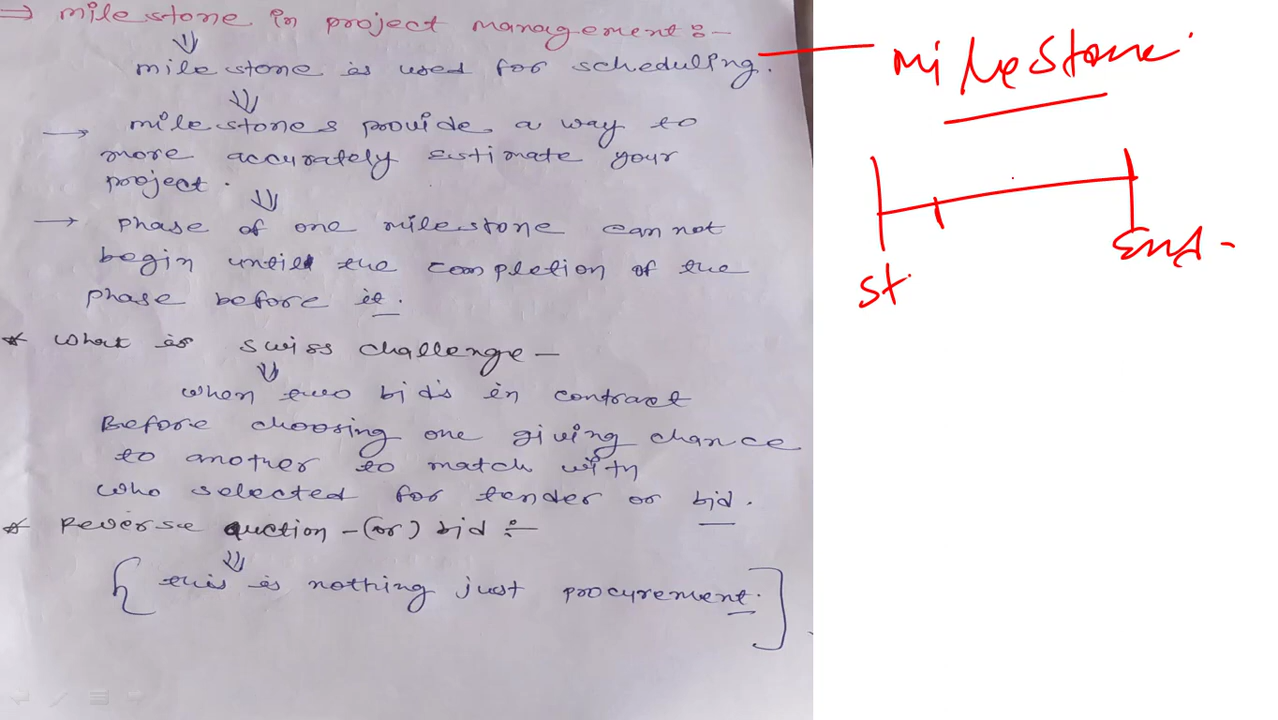 ⇒ milestone in project management :-
milestone is used for scheduling.
→ milestones provide a way to
more accurately estimate your
project.
→ phase of one milestone can not
begin untill the completion of the
phase before it.
* what is swiss challenge -
when two bids in contract
Before choosing one giving chance
to another to match with
who selected for tender or bid.
* Reverse auction - (or) bid :-
{ this is nothing just procurement. ]
milestone
st
End